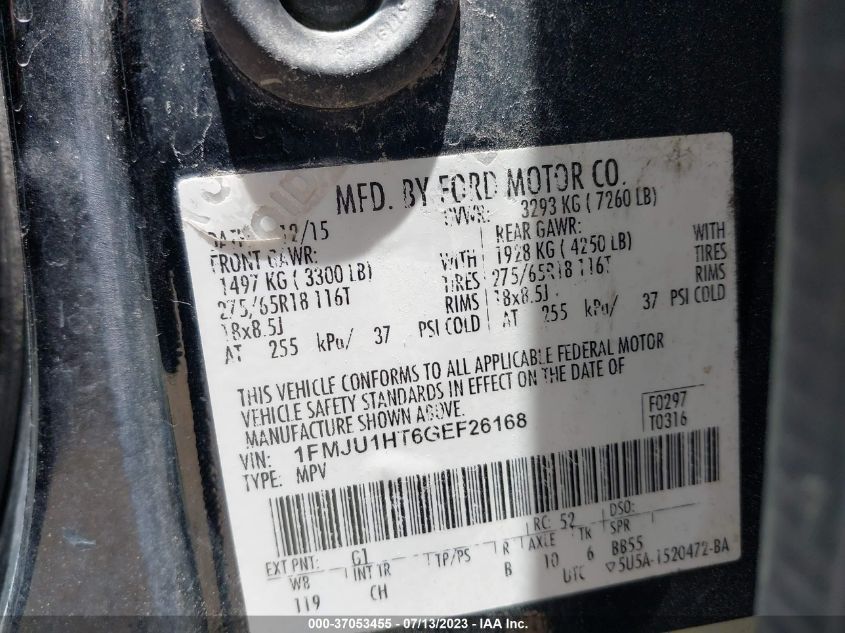 MFD. BY FORD MOTOR CO.
12/15 GVWR: 3293 KG ( 7260 LB)
FRONT GAWR: WITH REAR GAWR: WITH
1497 KG ( 3300 LB) TIRES 1928 KG ( 4250 LB) TIRES
275/65R18 116T RIMS 275/65R18 116T RIMS
18x8.5J 18x8.5J
AT 255 kPa/ 37 PSI COLD AT 255 kPa/ 37 PSI COLD
THIS VEHICLE CONFORMS TO ALL APPLICABLE FEDERAL MOTOR
VEHICLE SAFETY STANDARDS IN EFFECT ON THE DATE OF
MANUFACTURE SHOWN ABOVE.
VIN: 1FMJU1HT6GEF26168
TYPE: MPV
F0297
T0316
EXT PNT: G1 RC: 52 DSO:
W8 INT TR TP/PS R AXLE TK SPR
119 CH B 10 6 BB55
UTC 5U5A-1520472-BA
000-37053455 - 07/13/2023 - IAA, Inc.